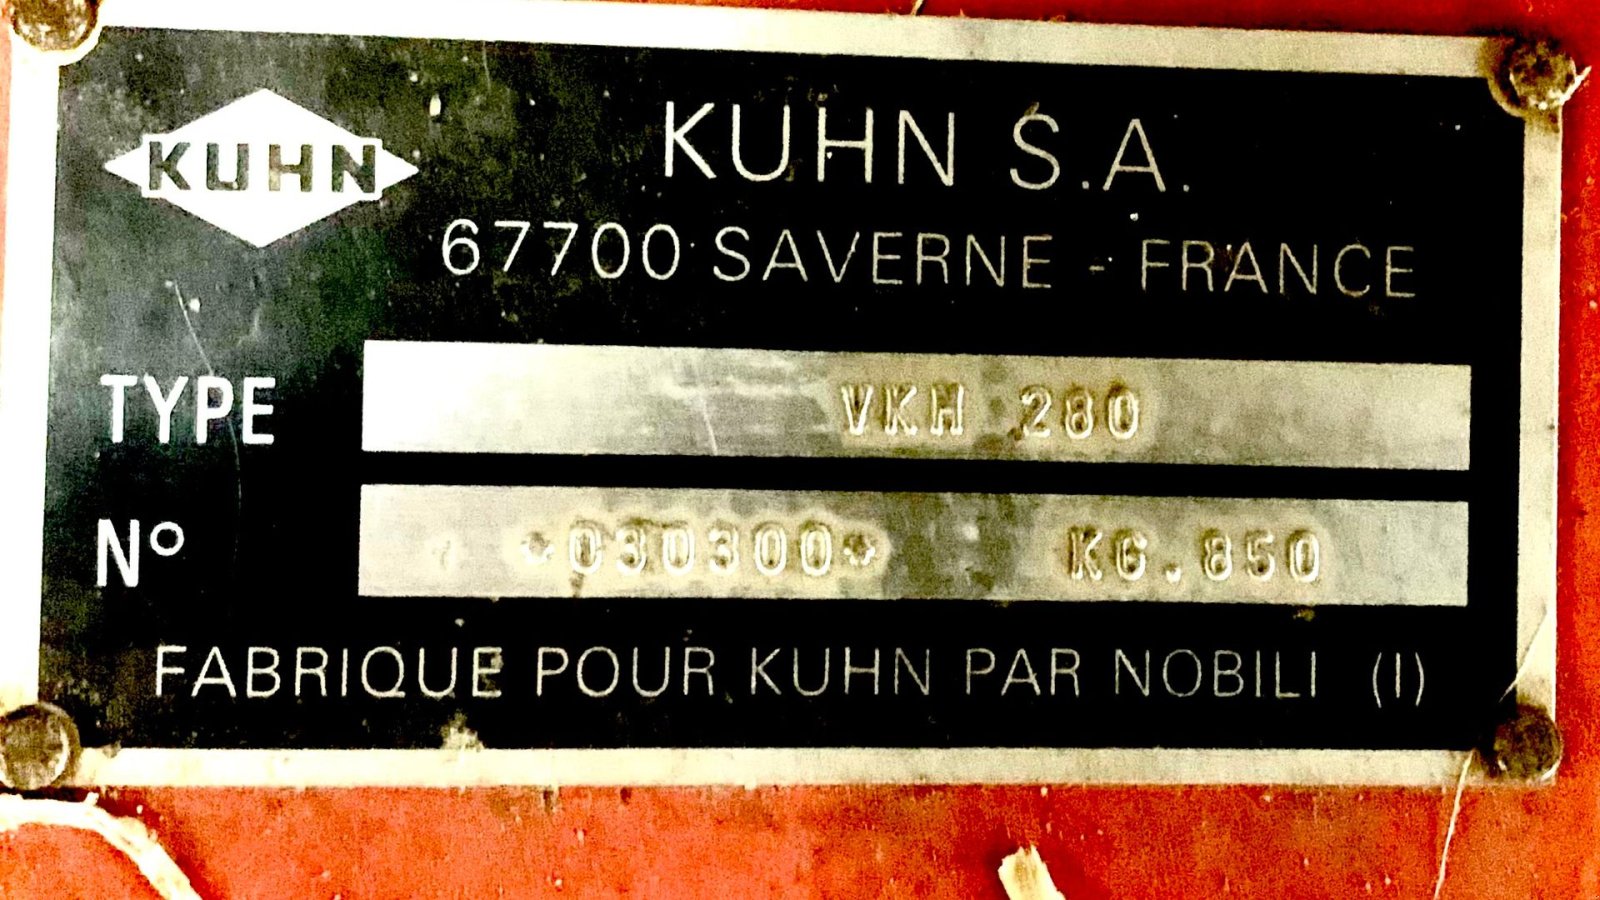 KUHN
KUHN S.A.
67700 SAVERNE - FRANCE
TYPE VKH 280
N° *030300* KG.850
FABRIQUE POUR KUHN PAR NOBILI (I)